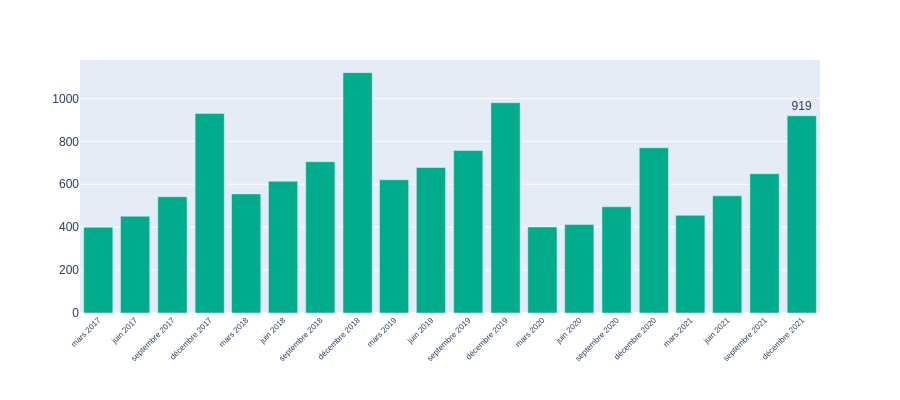 1000
800
600
400
200
0
919
mars 2017
juin 2017
septembre 2017
décembre 2017
mars 2018
juin 2018
septembre 2018
décembre 2018
mars 2019
juin 2019
septembre 2019
décembre 2019
mars 2020
juin 2020
septembre 2020
décembre 2020
mars 2021
juin 2021
septembre 2021
décembre 2021